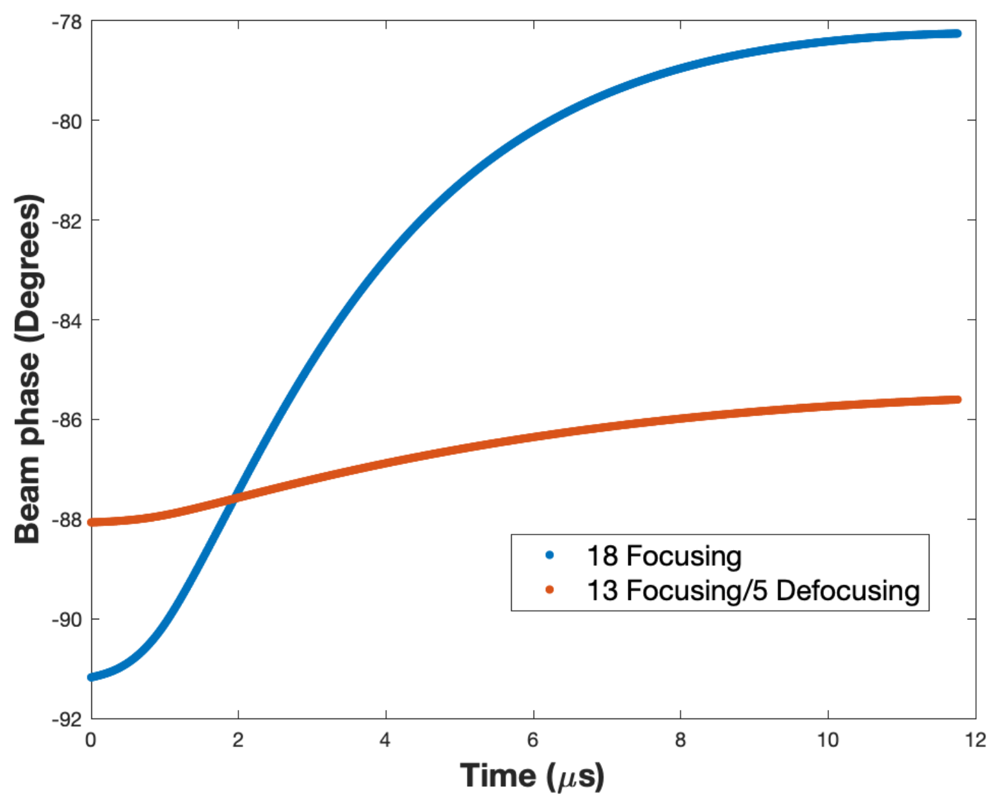 -78
-80
-82
-84
-86
-88
-90
-92
Beam phase (Degrees)
18 Focusing
13 Focusing/5 Defocusing
0 2 4 6 8 10 12
Time (μs)